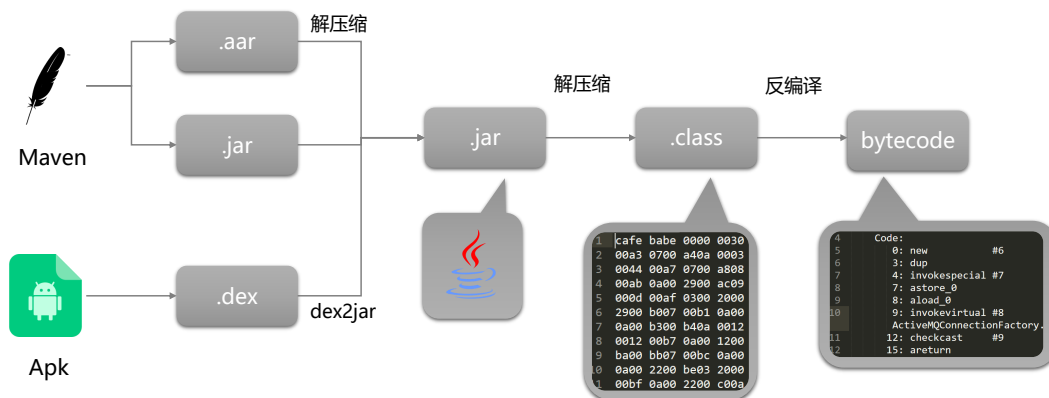 解压缩
.aar
Maven
.jar
.jar
解压缩
.class
反编译
bytecode
Apk
.dex
dex2jar
1 cafe babe 0000 0030
2 00a3 0700 a40a 0003
3 0044 00a7 0700 a808
4 00ab 0a00 2900 ac09
5 000d 00af 0300 2000
6 2900 b007 00b1 0a00
7 0a00 b300 b40a 0012
8 0012 00b7 0a00 1200
9 ba00 bb07 00bc 0a00
10 0a00 2200 be03 2000
11 00bf 0a00 2200 c00a
4 Code:
5 0: new #6
6 3: dup
7 4: invokespecial #7
8 7: astore_0
9 8: aload_0
10 9: invokevirtual #8
ActiveMQConnectionFactory.
11 12: checkcast #9
12 15: areturn